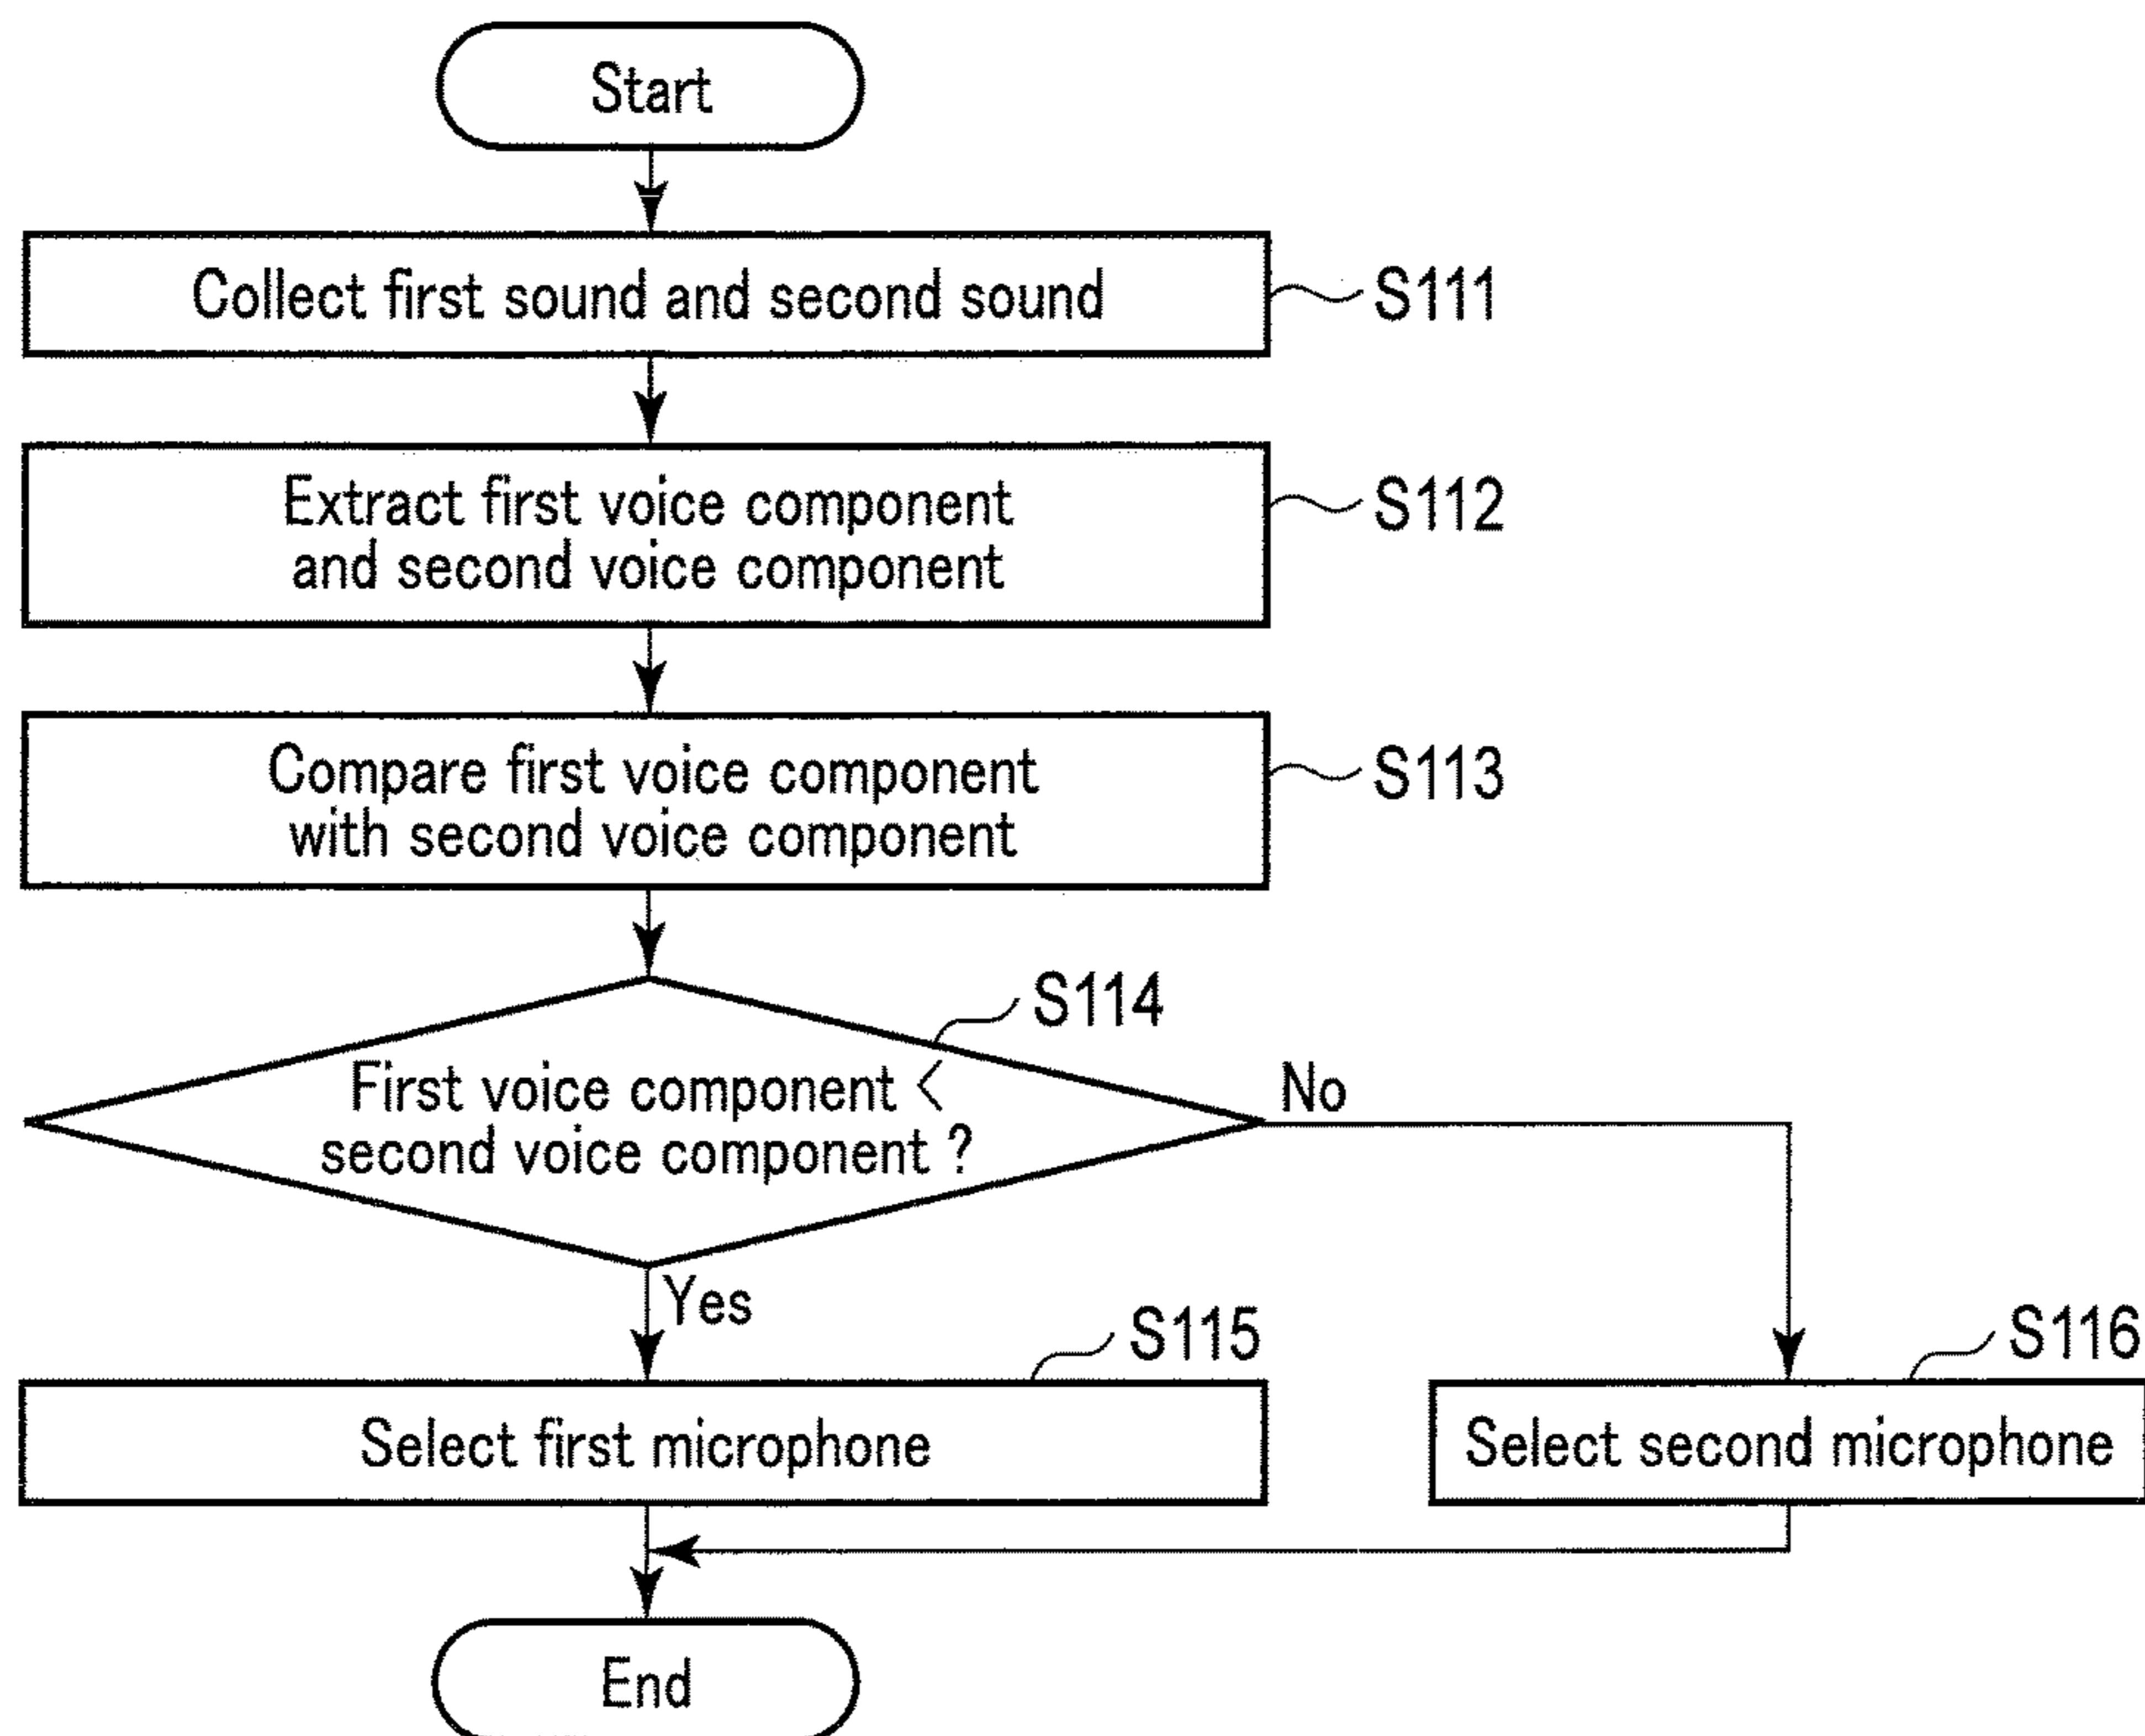 Start
Collect first sound and second sound
S111
Extract first voice component
and second voice component
S112
Compare first voice component
with second voice component
S113
S114
First voice component <
second voice component ?
No
Yes
S115
Select first microphone
S116
Select second microphone
End